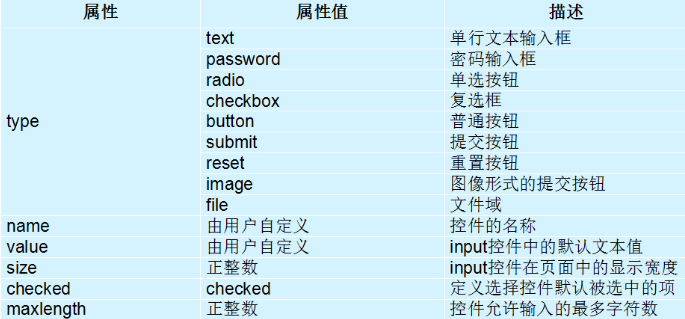 属性 属性值 描述
text 单行文本输入框
password 密码输入框
radio 单选按钮
checkbox 复选框
type button 普通按钮
submit 提交按钮
reset 重置按钮
image 图像形式的提交按钮
file 文件域
name 由用户自定义 控件的名称
value 由用户自定义 input控件中的默认文本值
size 正整数 input控件在页面中的显示宽度
checked checked 定义选择控件默认被选中的项
maxlength 正整数 控件允许输入的最多字符数